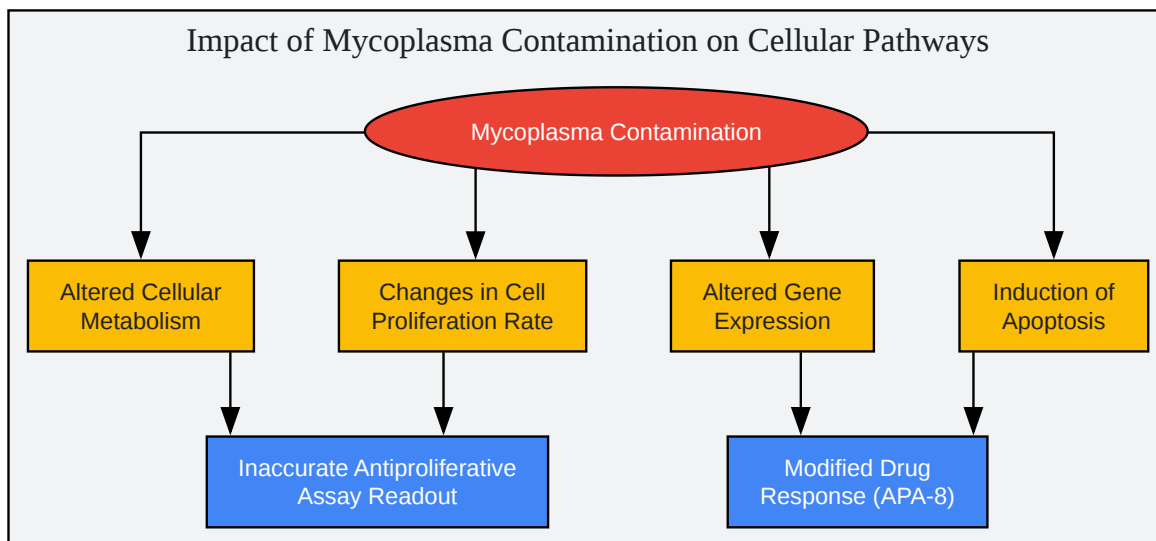 Impact of Mycoplasma Contamination on Cellular Pathways
Mycoplasma Contamination
Altered Cellular
Metabolism
Changes in Cell
Proliferation Rate
Altered Gene
Expression
Induction of
Apoptosis
Inaccurate Antiproliferative
Assay Readout
Modified Drug
Response (APA-8)